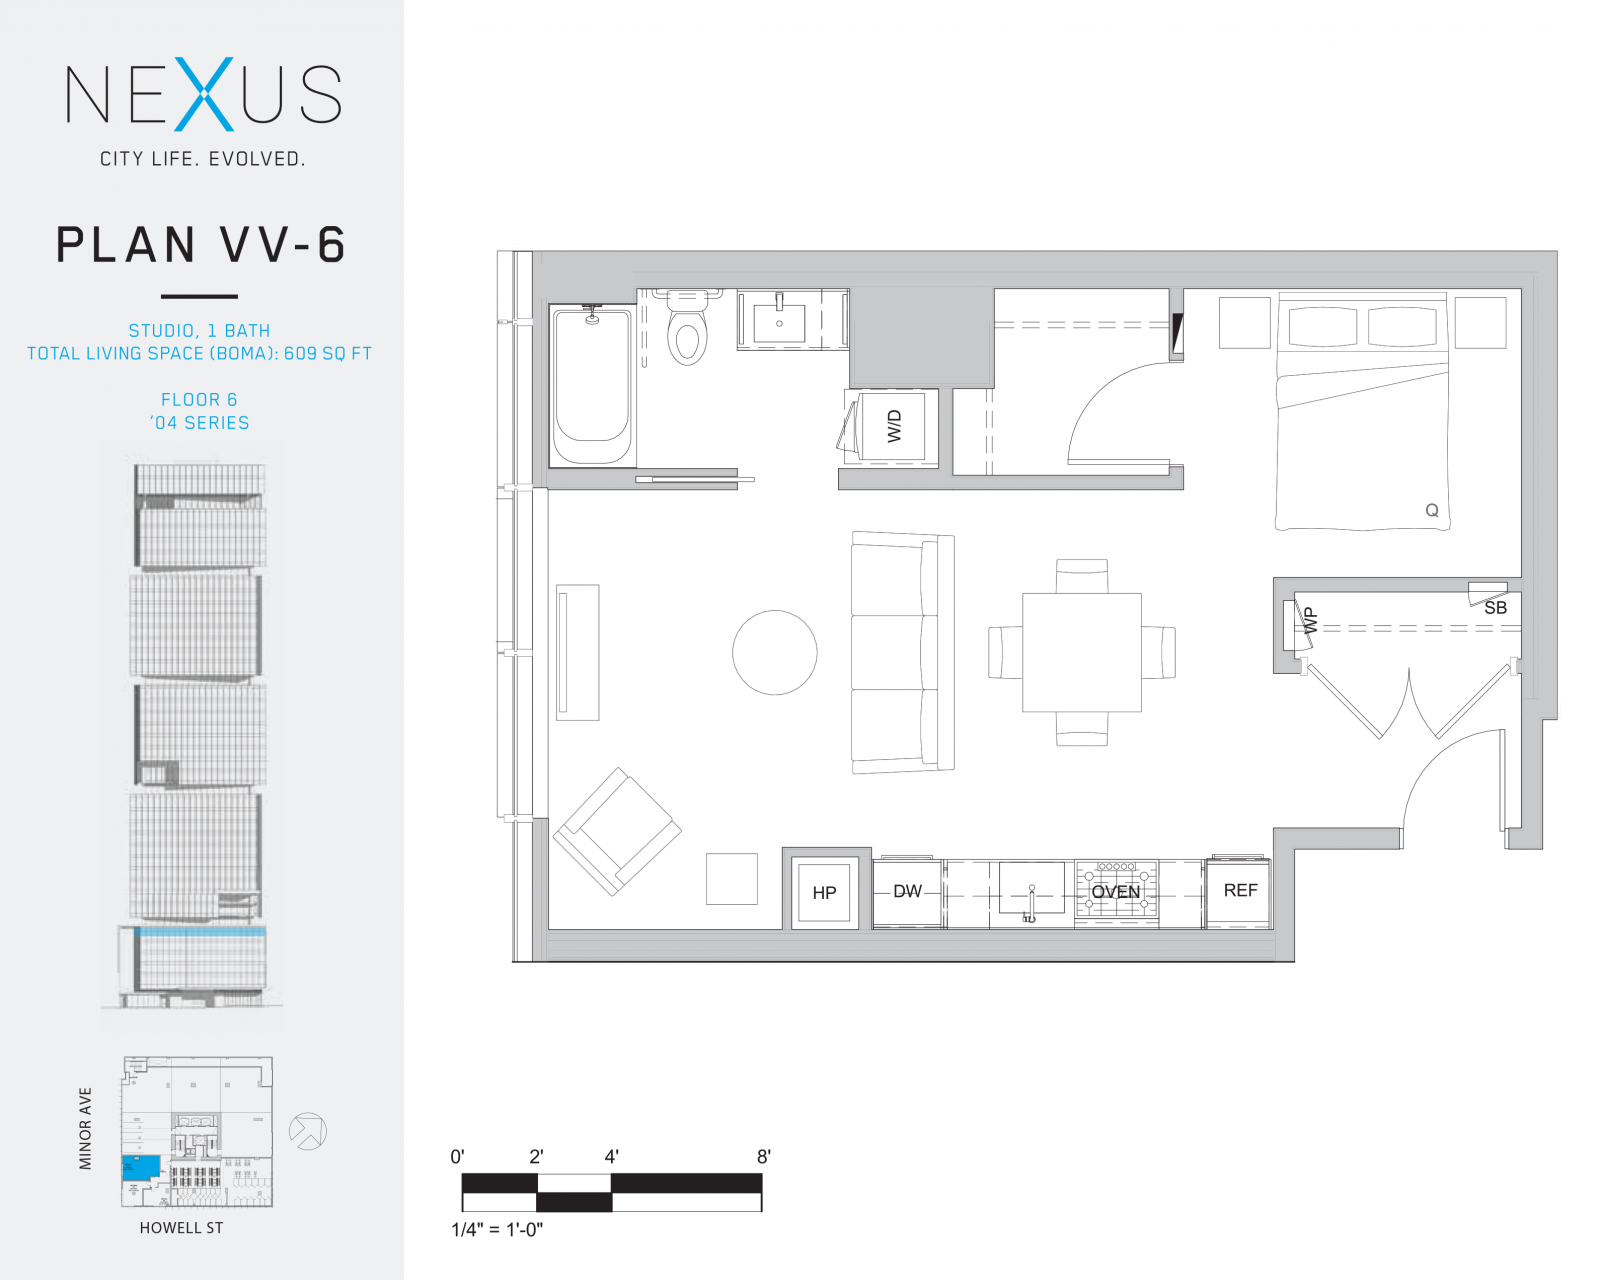 NEXUS
CITY LIFE. EVOLVED.
PLAN VV-6
STUDIO, 1 BATH
TOTAL LIVING SPACE (BOMA): 609 SQ FT
FLOOR 6
’04 SERIES
MINOR AVE
HOWELL ST
W/D
Q
WP
SB
HP
DW
OVEN
REF
0' 2' 4' 8'
1/4" = 1'-0"